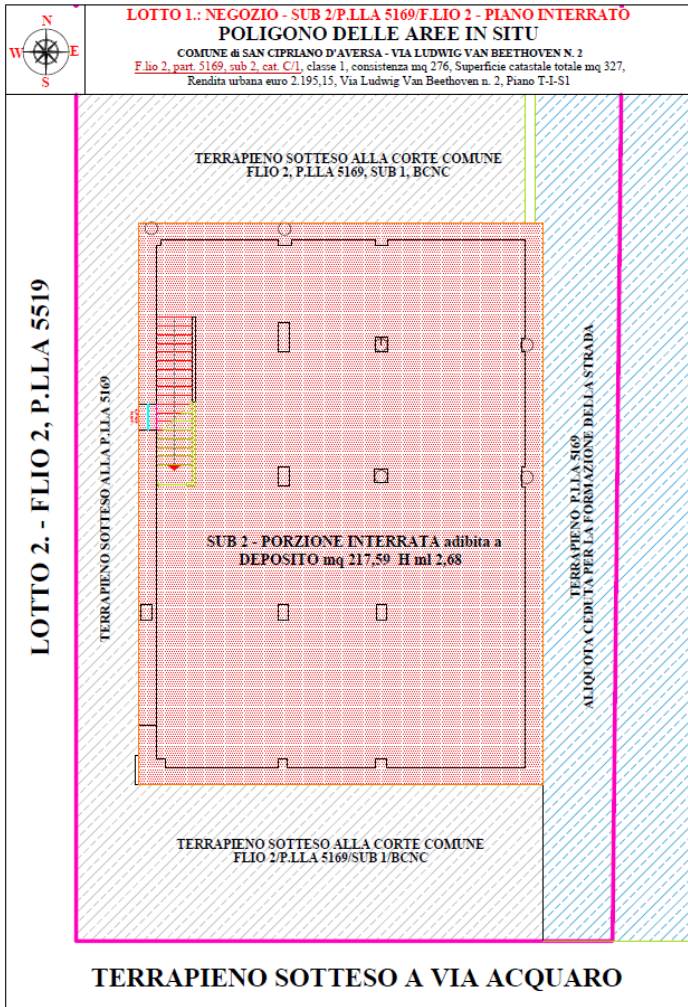 LOTTO 1.: NEGOZIO - SUB 2/P.LLA 5169/F.LIO 2 - PIANO INTERRATO
POLIGONO DELLE AREE IN SITU
COMUNE di SAN CIPRIANO D'AVERSA - VIA LUDWIG VAN BEETHOVEN N. 2
F.lio 2, part. 5169, sub 2, cat. C/1, classe 1, consistenza mq 276, Superficie catastale totale mq 327,
Rendita urbana euro 2.195,15, Via Ludwig Van Beethoven n. 2, Piano T-I-S1
N
W
E
S
TERRAPIENO SOTTESO ALLA CORTE COMUNE
FLIO 2, P.LLA 5169, SUB 1, BCNC
LOTTO 2. - FLIO 2, P.LLA 5519
TERRAPIENO SOTTESO ALLA P.LLA 5169
SUB 2 - PORZIONE INTERRATA adibita a
DEPOSITO mq 217,59 H ml 2,68
TERRAPIENO P.LLA 5169
ALIQUOTA CEDUTA PER LA FORMAZIONE DELLA STRADA
TERRAPIENO SOTTESO ALLA CORTE COMUNE
FLIO 2/P.LLA 5169/SUB 1/BCNC
TERRAPIENO SOTTESO A VIA ACQUARO